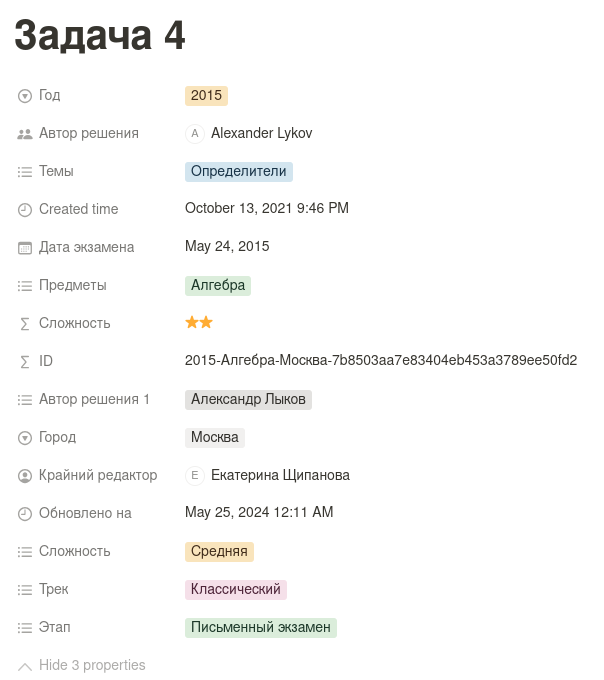 Задача 4
Год 2015
Автор решения A Alexander Lykov
Темы Определители
Created time October 13, 2021 9:46 PM
Дата экзамена May 24, 2015
Предметы Алгебра
Сложность ⭐⭐
ID 2015-Алгебра-Москва-7b8503aa7e83404eb453a3789ee50fd2
Автор решения 1 Александр Лыков
Город Москва
Крайний редактор E Екатерина Щипанова
Обновлено на May 25, 2024 12:11 AM
Сложность Средняя
Трек Классический
Этап Письменный экзамен
Hide 3 properties